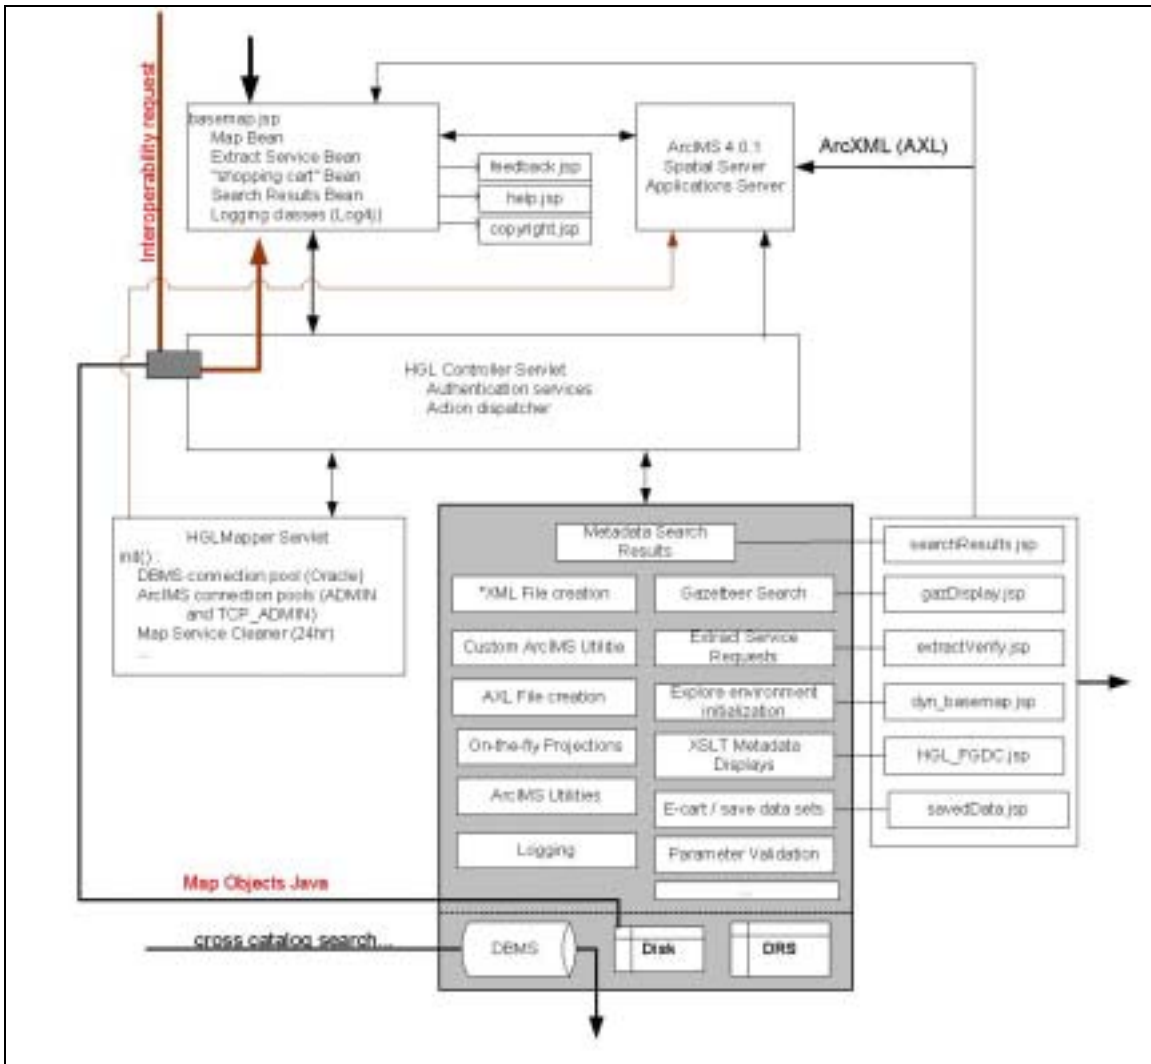 Interoperability request
basemap.jsp
Map Bean
Extract Service Bean
"shopping cart" Bean
Search Results Bean
Logging classes (Log4j)
feedback.jsp
help.jsp
copyright.jsp
ArcIMS 4.0.1
Spatial Server
Applications Server
ArcXML (AXL)
HGL Controller Servlet
Authentication services
Action dispatcher
HGLMapper Servlet
init() :
DBMS connection pool (Oracle)
ArcIMS connection pools (ADMIN
and TCP_ADMIN)
Map Service Cleaner (24hr)
...
Metadata Search
Results
*XML File creation
Gazetteer Search
Custom ArcIMS Utilitie
Extract Service
Requests
AXL File creation
Explore environment
initialization
On-the-fly Projections
XSLT Metadata
Displays
ArcIMS Utilities
E-cart / save data sets
Logging
Parameter Validation
...
searchResults.jsp
gazDisplay.jsp
extractVerify.jsp
dyn_basemap.jsp
HGL_FGDC.jsp
savedData.jsp
Map Objects Java
cross catalog search...
DBMS
Disk
DRS